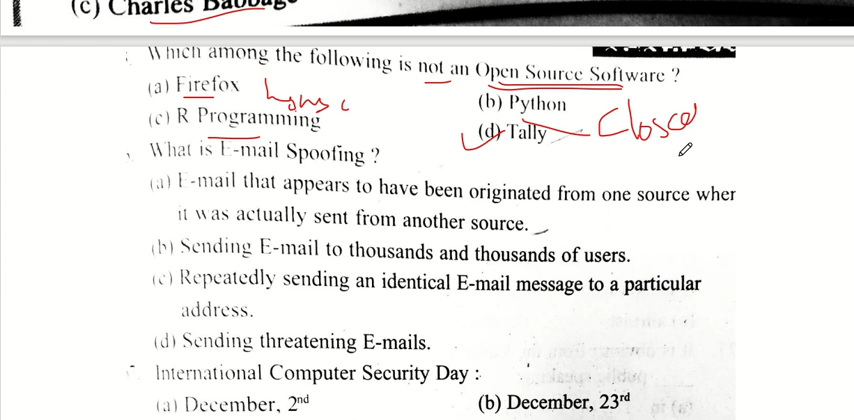 (c) Charles Babbage
Which among the following is not an Open Source Software ?
(a) Firefox
(b) Python
(c) R Programming
(d) Tally
Closed
What is E-mail Spoofing ?
(a) E-mail that appears to have been originated from one source when
it was actually sent from another source.
(b) Sending E-mail to thousands and thousands of users.
(c) Repeatedly sending an identical E-mail message to a particular
address.
(d) Sending threatening E-mails.
International Computer Security Day :
(a) December, 2nd
(b) December, 23rd